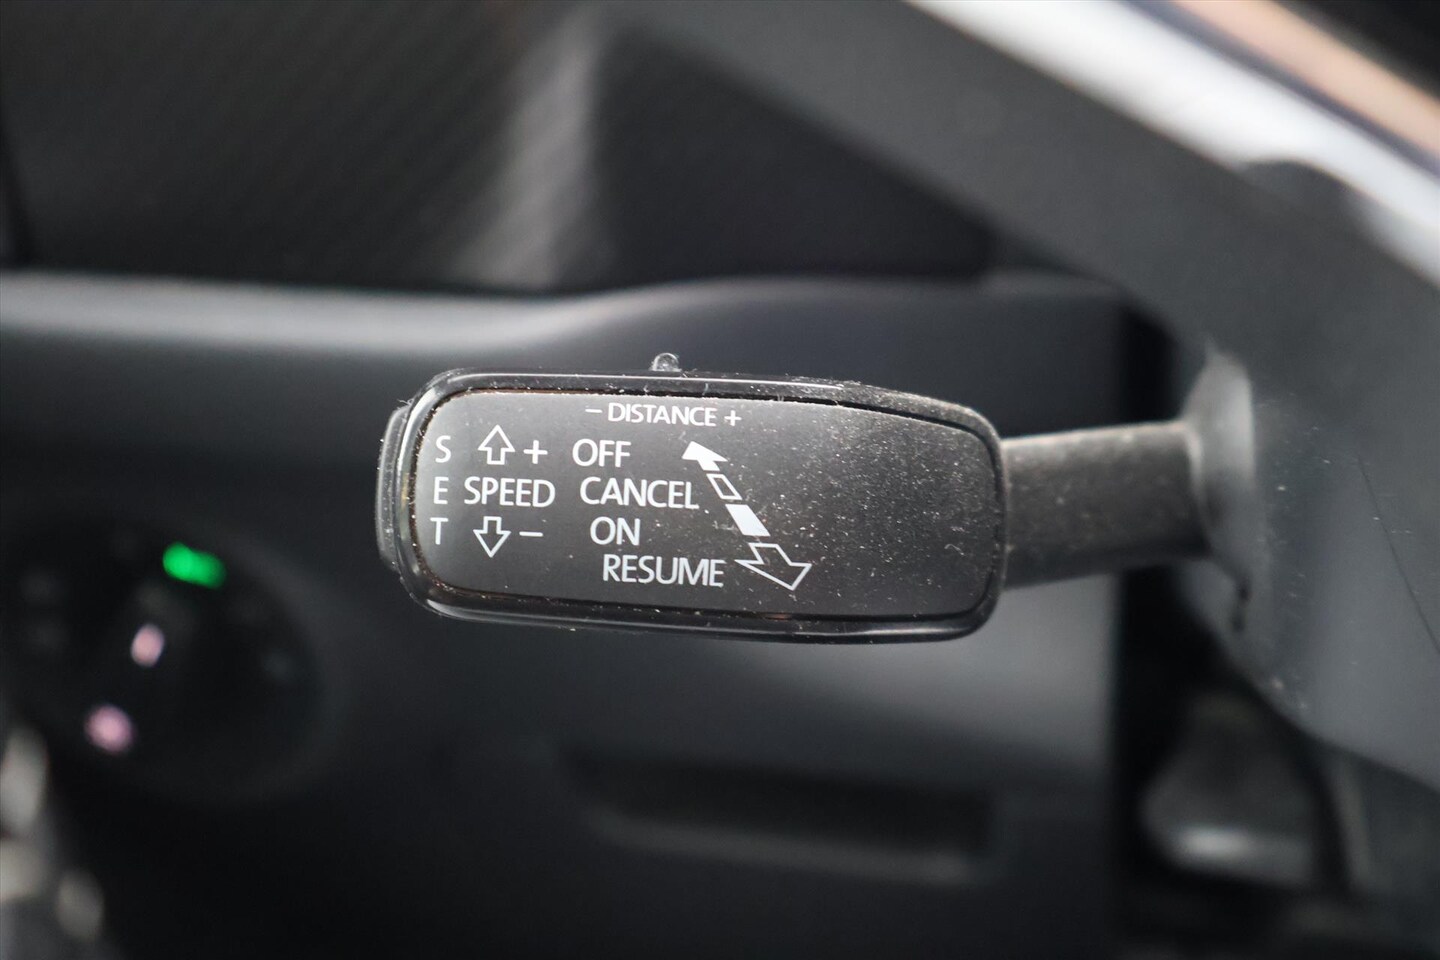 – DISTANCE +
S + OFF
E SPEED CANCEL
T – ON
RESUME